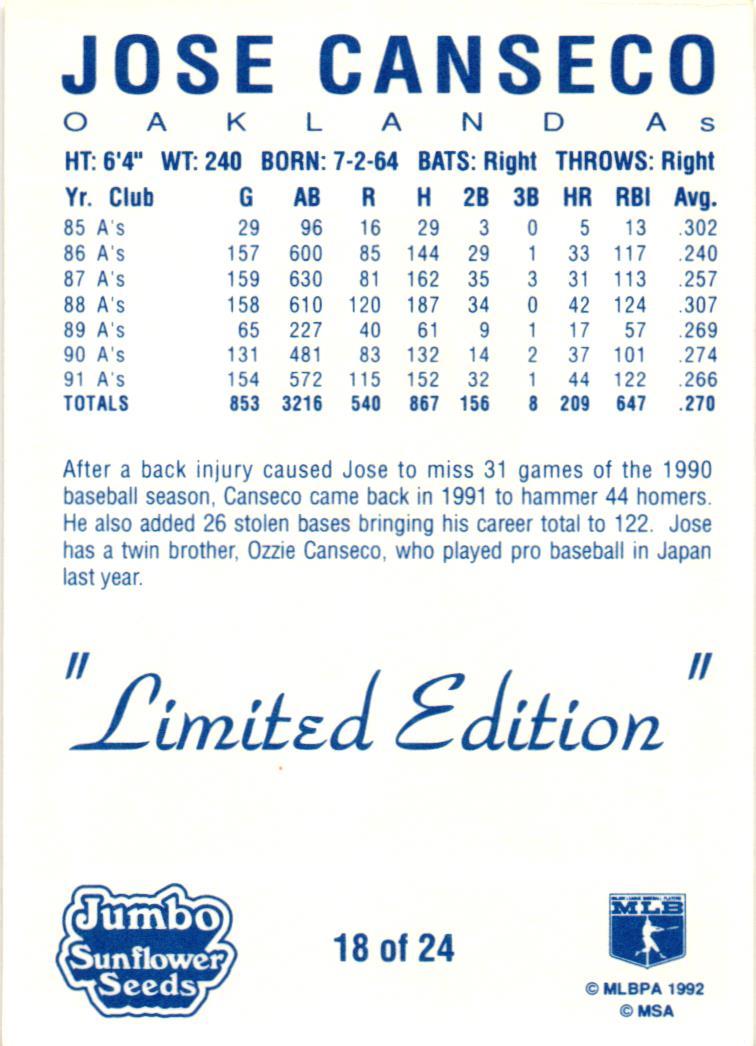 JOSE CANSECO
OAKLAND As
HT: 6'4" WT: 240 BORN: 7-2-64 BATS: Right THROWS: Right
Yr. Club G AB R H 2B 3B HR RBI Avg.
85 A's 29 96 16 29 3 0 5 13 .302
86 A's 157 600 85 144 29 1 33 117 .240
87 A's 159 630 81 162 35 3 31 113 .257
88 A's 158 610 120 187 34 0 42 124 .307
89 A's 65 227 40 61 9 1 17 57 .269
90 A's 131 481 83 132 14 2 37 101 .274
91 A's 154 572 115 152 32 1 44 122 .266
TOTALS 853 3216 540 867 156 8 209 647 .270
After a back injury caused Jose to miss 31 games of the 1990
baseball season, Canseco came back in 1991 to hammer 44 homers.
He also added 26 stolen bases bringing his career total to 122. Jose
has a twin brother, Ozzie Canseco, who played pro baseball in Japan
last year.
"Limited Edition"
Jumbo
Sunflower
Seeds
18 of 24
MAJOR LEAGUE BASEBALL PLAYERS
MLB
© MLBPA 1992
© MSA